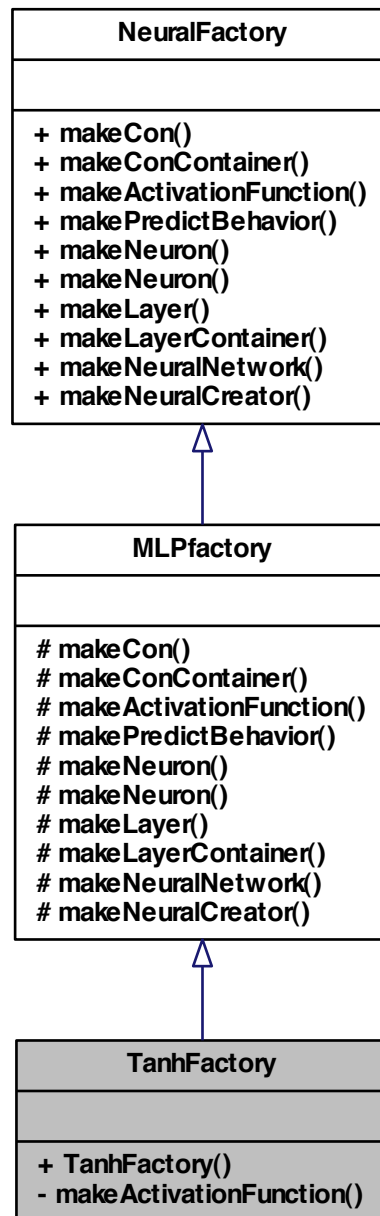 NeuralFactory
+ makeCon()
+ makeConContainer()
+ makeActivationFunction()
+ makePredictBehavior()
+ makeNeuron()
+ makeNeuron()
+ makeLayer()
+ makeLayerContainer()
+ makeNeuralNetwork()
+ makeNeuralCreator()
MLPfactory
# makeCon()
# makeConContainer()
# makeActivationFunction()
# makePredictBehavior()
# makeNeuron()
# makeNeuron()
# makeLayer()
# makeLayerContainer()
# makeNeuralNetwork()
# makeNeuralCreator()
TanhFactory
+ TanhFactory()
- makeActivationFunction()